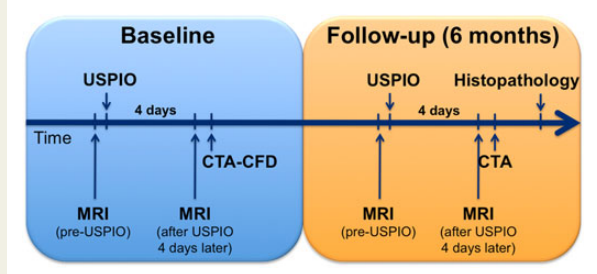 Baseline
Follow-up (6 months)
USPIO
4 days
USPIO
4 days
Histopathology
Time
CTA-CFD
CTA
MRI
(pre-USPIO)
MRI
(after USPIO
4 days later)
MRI
(pre-USPIO)
MRI
(after USPIO
4 days later)